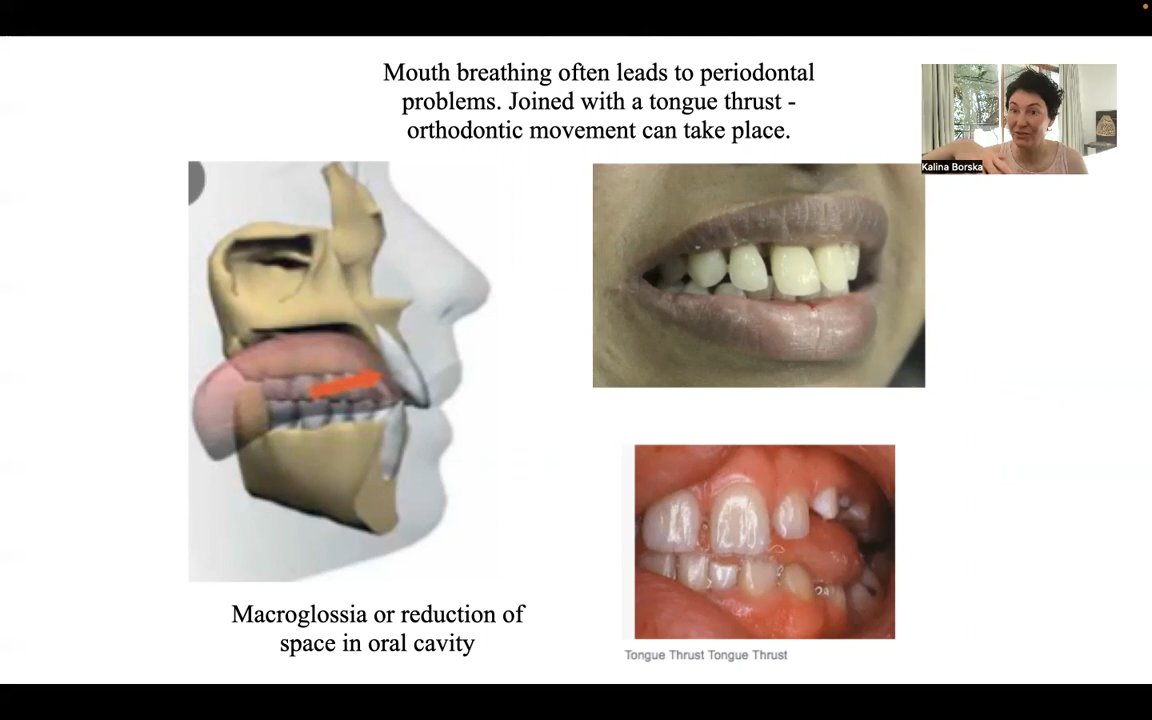 Mouth breathing often leads to periodontal
problems. Joined with a tongue thrust -
orthodontic movement can take place.
Kalina Borska
Macroglossia or reduction of
space in oral cavity
Tongue Thrust Tongue Thrust